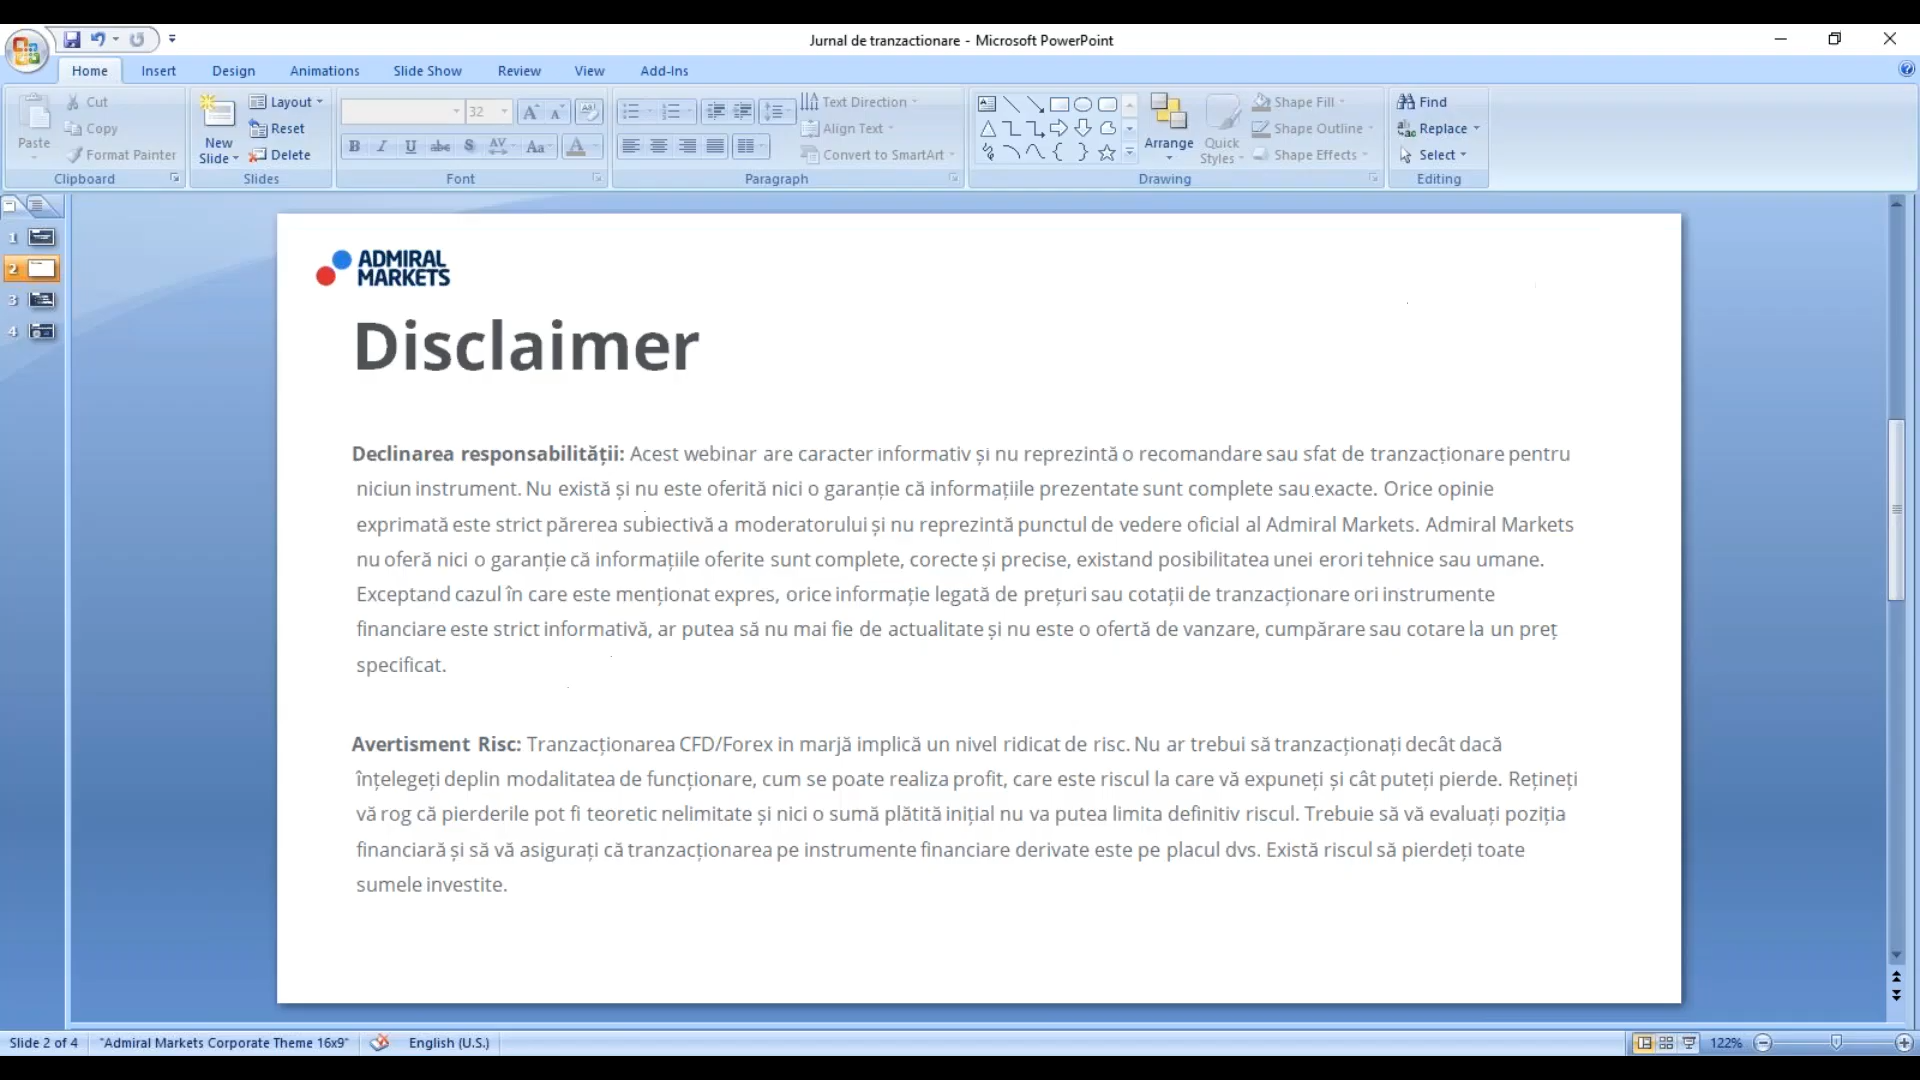 Jurnal de tranzactionare - Microsoft PowerPoint
Home Insert Design Animations Slide Show Review View Add-Ins
Paste
Cut
Copy
Format Painter
Clipboard
New Slide
Layout
Reset
Delete
Slides
32
B I U abc S AV Aa A
Font
Text Direction
Align Text
Convert to SmartArt
Paragraph
Arrange
Quick Styles
Shape Fill
Shape Outline
Shape Effects
Drawing
Find
Replace
Select
Editing
1
2
3
4
ADMIRAL
MARKETS
Disclaimer
Declinarea responsabilității: Acest webinar are caracter informativ și nu reprezintă o recomandare sau sfat de tranzacționare pentru
niciun instrument. Nu există și nu este oferită nici o garanție că informațiile prezentate sunt complete sau exacte. Orice opinie
exprimată este strict părerea subiectivă a moderatorului și nu reprezintă punctul de vedere oficial al Admiral Markets. Admiral Markets
nu oferă nici o garanție că informațiile oferite sunt complete, corecte și precise, existand posibilitatea unei erori tehnice sau umane.
Exceptand cazul în care este menționat expres, orice informație legată de prețuri sau cotații de tranzacționare ori instrumente
financiare este strict informativă, ar putea să nu mai fie de actualitate și nu este o ofertă de vanzare, cumpărare sau cotare la un preț
specificat.
Avertisment Risc: Tranzacționarea CFD/Forex in marjă implică un nivel ridicat de risc. Nu ar trebui să tranzacționați decât dacă
înțelegeți deplin modalitatea de funcționare, cum se poate realiza profit, care este riscul la care vă expuneți și cât puteți pierde. Rețineți
vă rog că pierderile pot fi teoretic nelimitate și nici o sumă plătită inițial nu va putea limita definitiv riscul. Trebuie să vă evaluați poziția
financiară și să vă asigurați că tranzacționarea pe instrumente financiare derivate este pe placul dvs. Există riscul să pierdeți toate
sumele investite.
Slide 2 of 4 "Admiral Markets Corporate Theme 16x9" English (U.S.) 122%